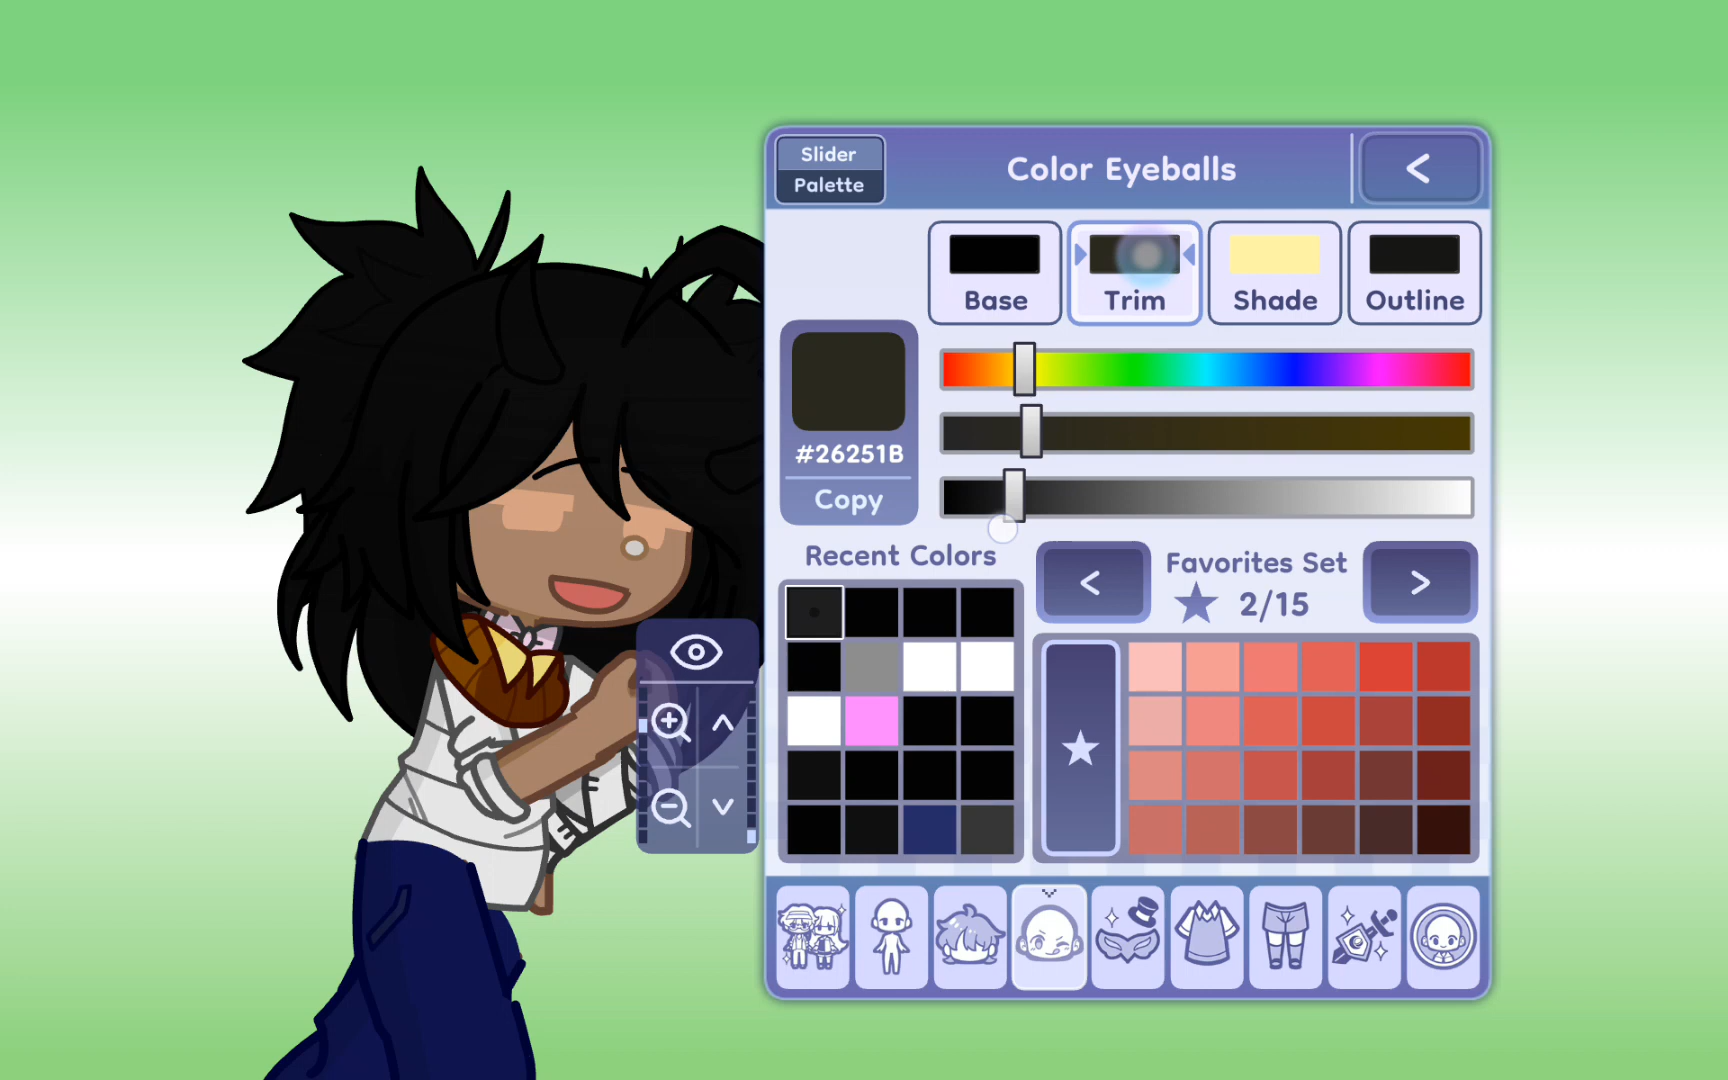 Slider
Palette
Color Eyeballs
<
Base
Trim
Shade
Outline
#26251B
Copy
Recent Colors
<
Favorites Set
2/15
>